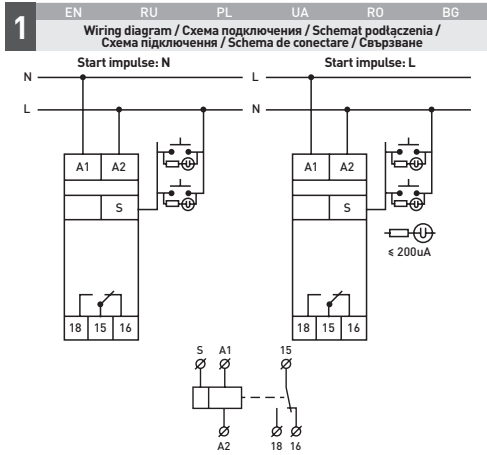 1
EN RU PL UA RO BG
Wiring diagram / Схема подключения / Schemat podłączenia /
Схема підключення / Schema de conectare / Свързване
Start impulse: N
Start impulse: L
N
L
L
N
A1 A2
S
18 15 16
A1 A2
S
⩽ 200uA
18 15 16
S A1 15
A2 18 16